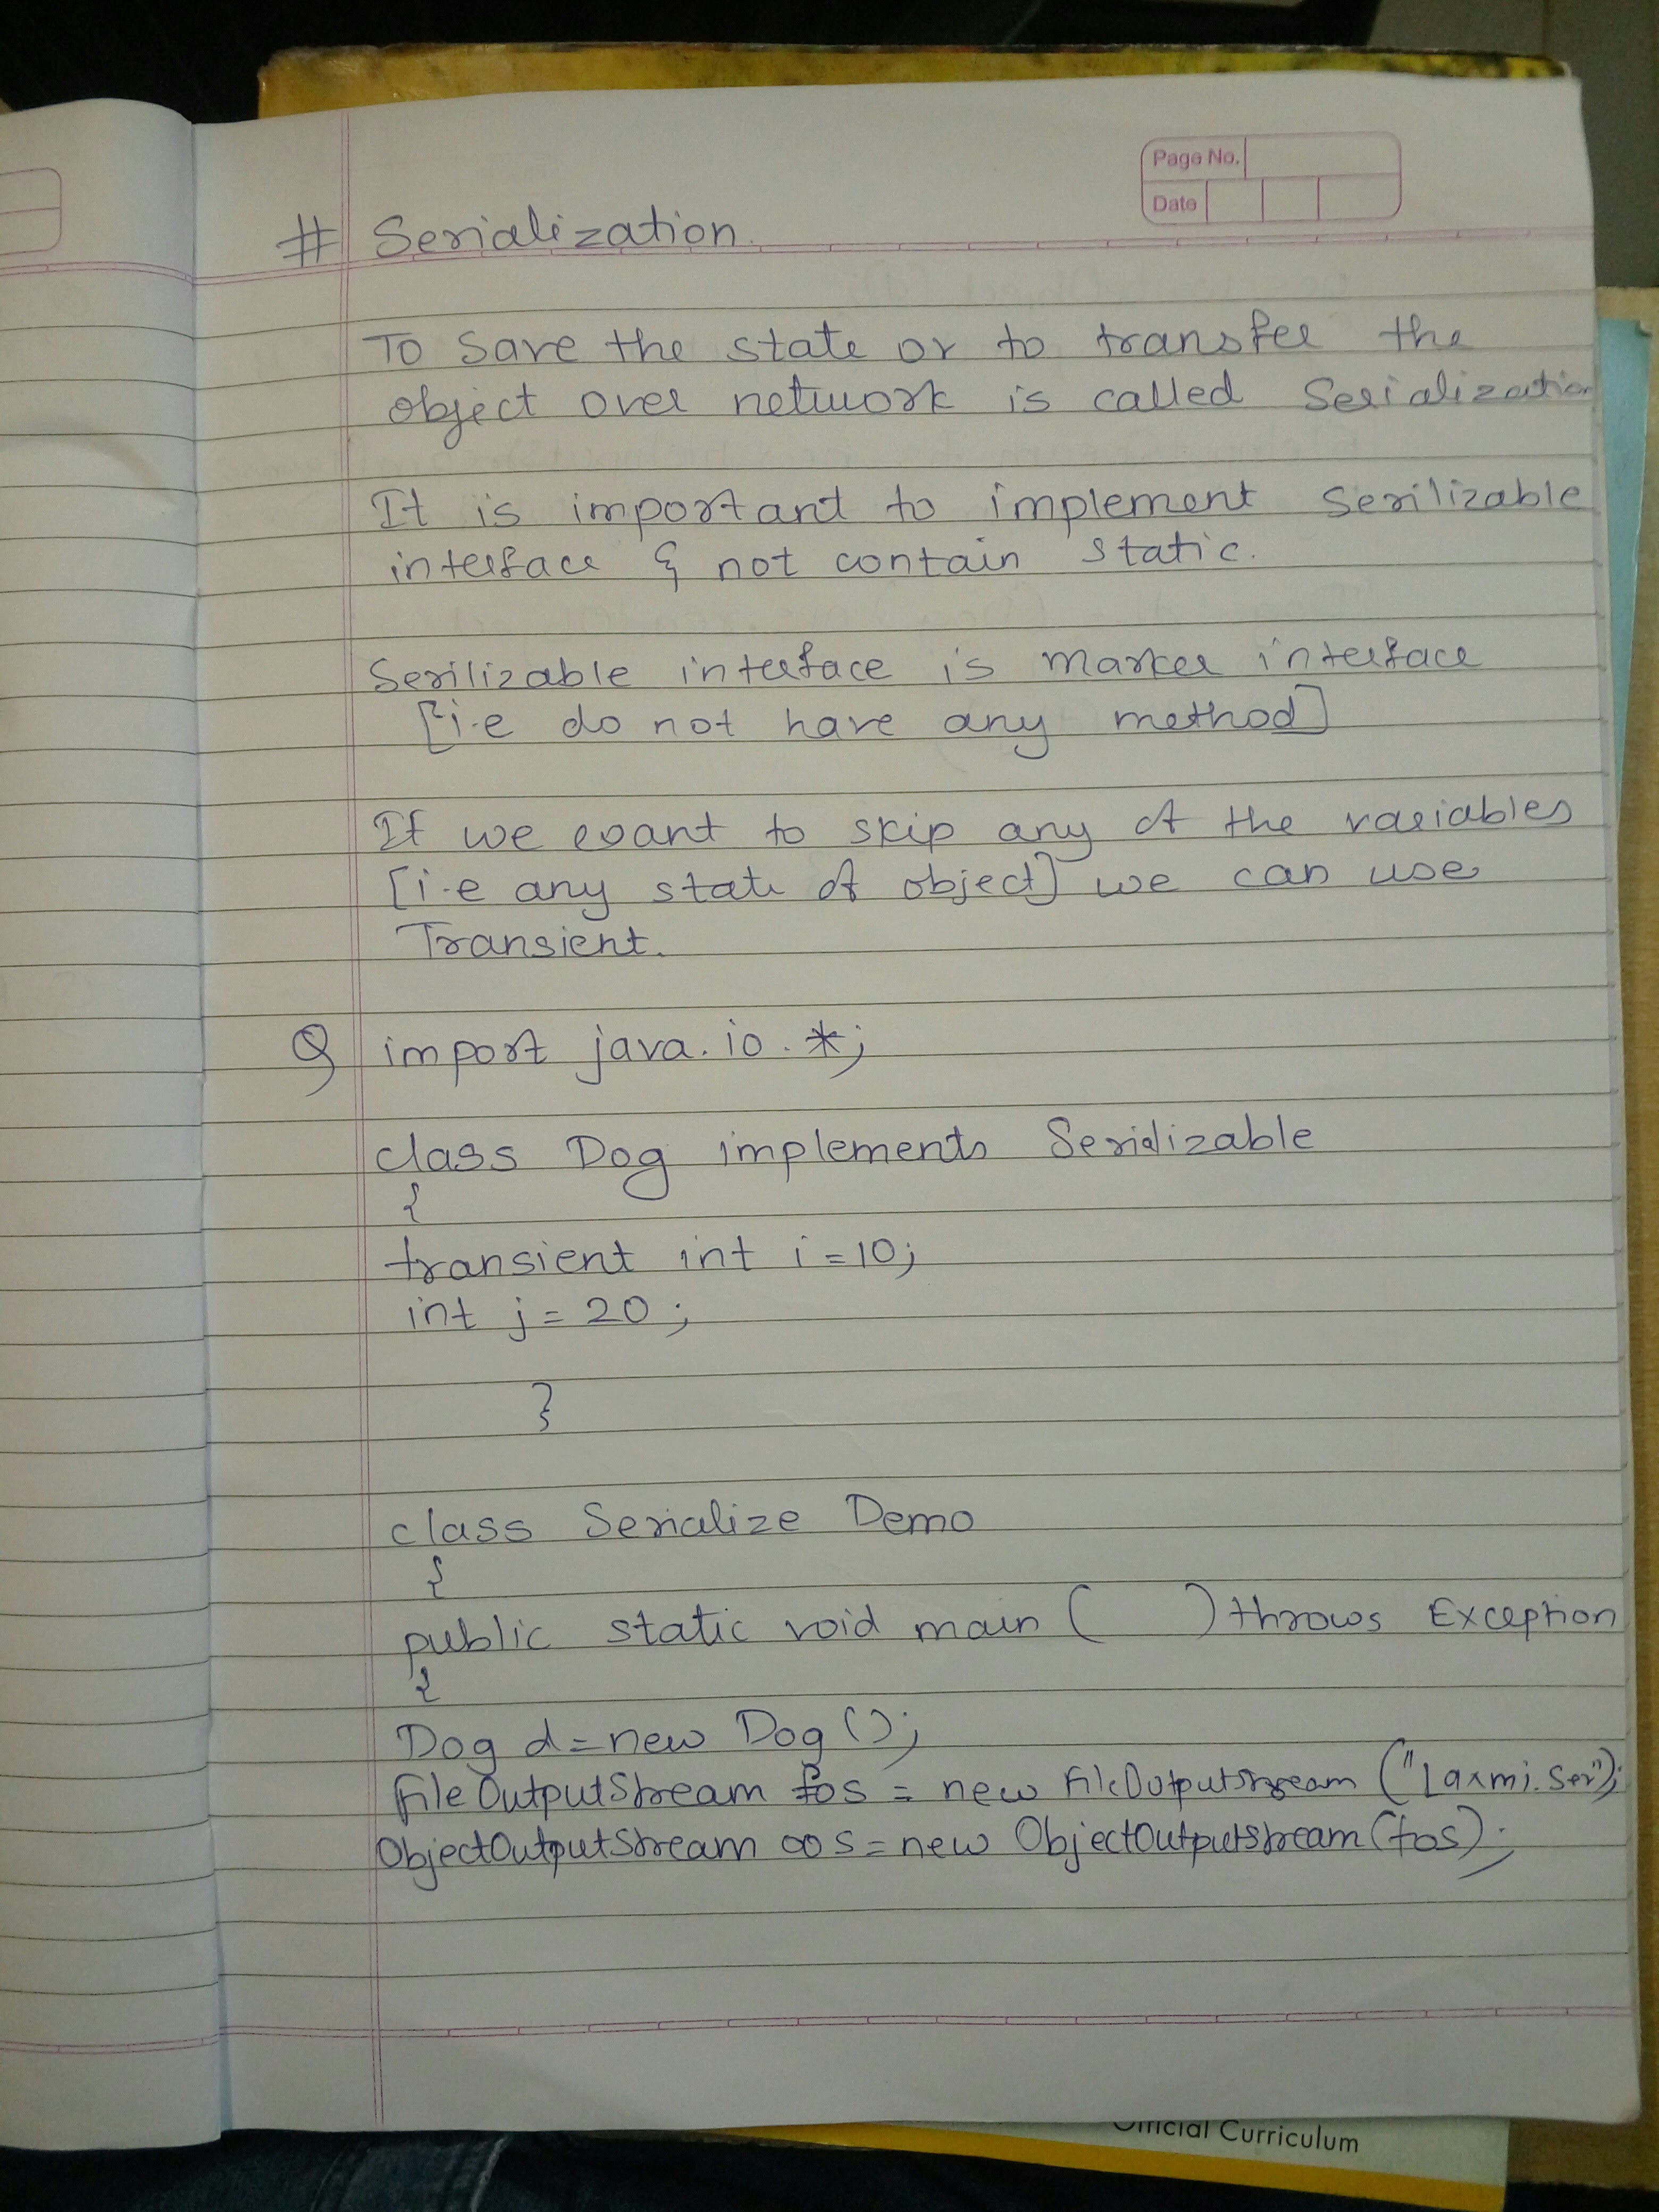 Page No.
Date
# Serialization.
To save the state or to transfer the
object over network is called Serialization
It is important to implement Serilizable
interface & not contain static.
Serilizable interface is marker interface
[i.e do not have any method]
If we want to skip any of the variables
[i.e any state of object] we can use
Transient.
Q import java.io.*;
class Dog implements Serializable
{
transient int i=10;
int j=20;
}
class Serialize Demo
{
public static void main ( ) throws Exception
{
Dog d=new Dog();
FileOutputStream fos = new FileOutputStream ("Laxmi.ser");
ObjectOutputStream oos=new ObjectOutputStream(fos);
Official Curriculum